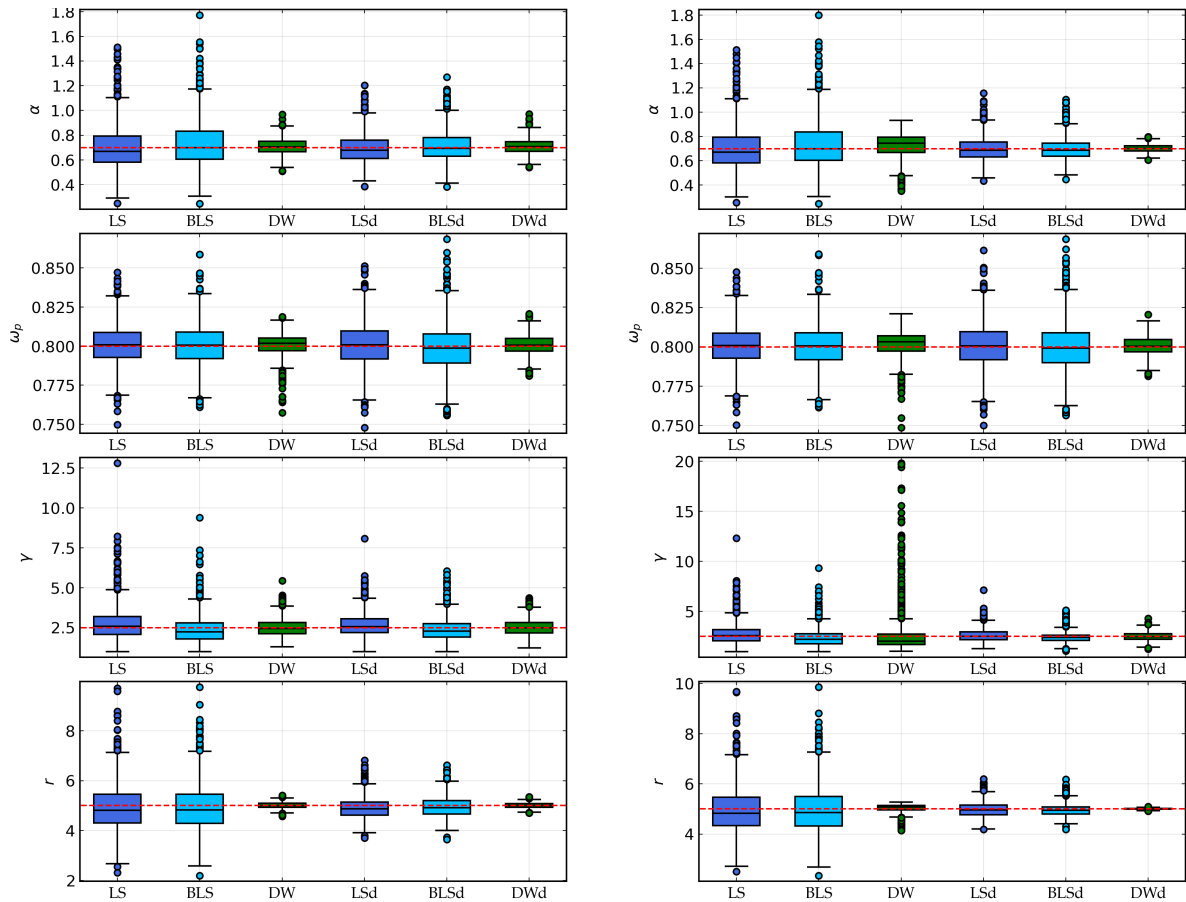 1.8
1.6
1.4
1.2
1.0
0.8
0.6
0.4
α
LS BLS DW LSd BLSd DWd
0.850
0.825
0.800
0.775
0.750
ω_p
LS BLS DW LSd BLSd DWd
12.5
10.0
7.5
5.0
2.5
γ
LS BLS DW LSd BLSd DWd
8
6
4
2
r
LS BLS DW LSd BLSd DWd
1.8
1.6
1.4
1.2
1.0
0.8
0.6
0.4
α
LS BLS DW LSd BLSd DWd
0.850
0.825
0.800
0.775
0.750
ω_p
LS BLS DW LSd BLSd DWd
20
15
10
5
γ
LS BLS DW LSd BLSd DWd
10
8
6
4
r
LS BLS DW LSd BLSd DWd